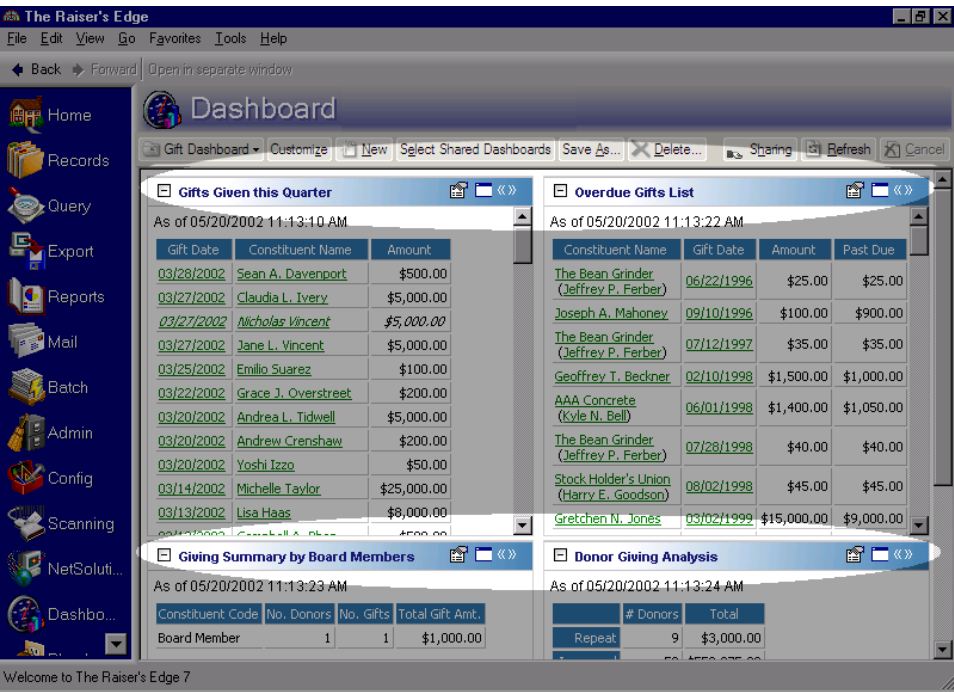 The Raiser's Edge
File Edit View Go Favorites Tools Help
Back Forward Open in separate window
Dashboard
Gift Dashboard Customize New Select Shared Dashboards Save As... Delete... Sharing Refresh Cancel
Home
Records
Query
Export
Reports
Mail
Batch
Admin
Config
Scanning
NetSoluti...
Dashbo...
Gifts Given this Quarter
As of 05/20/2002 11:13:10 AM
Gift Date Constituent Name Amount
03/28/2002 Sean A. Davenport $500.00
03/27/2002 Claudia L. Ivery $5,000.00
03/27/2002 Nicholas Vincent $5,000.00
03/27/2002 Jane L. Vincent $5,000.00
03/25/2002 Emilio Suarez $100.00
03/22/2002 Grace J. Overstreet $200.00
03/20/2002 Andrea L. Tidwell $5,000.00
03/20/2002 Andrew Crenshaw $200.00
03/20/2002 Yoshi Izzo $50.00
03/14/2002 Michelle Taylor $25,000.00
03/13/2002 Lisa Haas $8,000.00
Overdue Gifts List
As of 05/20/2002 11:13:22 AM
Constituent Name Gift Date Amount Past Due
The Bean Grinder
(Jeffrey P. Ferber) 06/22/1996 $25.00 $25.00
Joseph A. Mahoney 09/10/1996 $100.00 $900.00
The Bean Grinder
(Jeffrey P. Ferber) 07/12/1997 $35.00 $35.00
Geoffrey T. Beckner 02/10/1998 $1,500.00 $1,000.00
AAA Concrete
(Kyle N. Bell) 06/01/1998 $1,400.00 $1,050.00
The Bean Grinder
(Jeffrey P. Ferber) 07/28/1998 $40.00 $40.00
Stock Holder's Union
(Harry E. Goodson) 08/02/1998 $45.00 $45.00
Gretchen N. Jones 03/02/1999 $15,000.00 $9,000.00
Giving Summary by Board Members
As of 05/20/2002 11:13:23 AM
Constituent Code No. Donors No. Gifts Total Gift Amt.
Board Member 1 1 $1,000.00
Donor Giving Analysis
As of 05/20/2002 11:13:24 AM
# Donors Total
Repeat 9 $3,000.00
Welcome to The Raiser's Edge 7